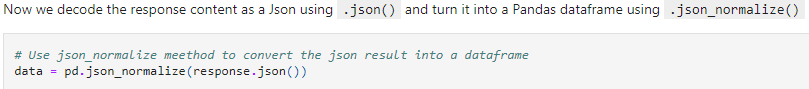 Now we decode the response content as a Json using .json() and turn it into a Pandas dataframe using .json_normalize()
# Use json_normalize meethod to convert the json result into a dataframe
data = pd.json_normalize(response.json())